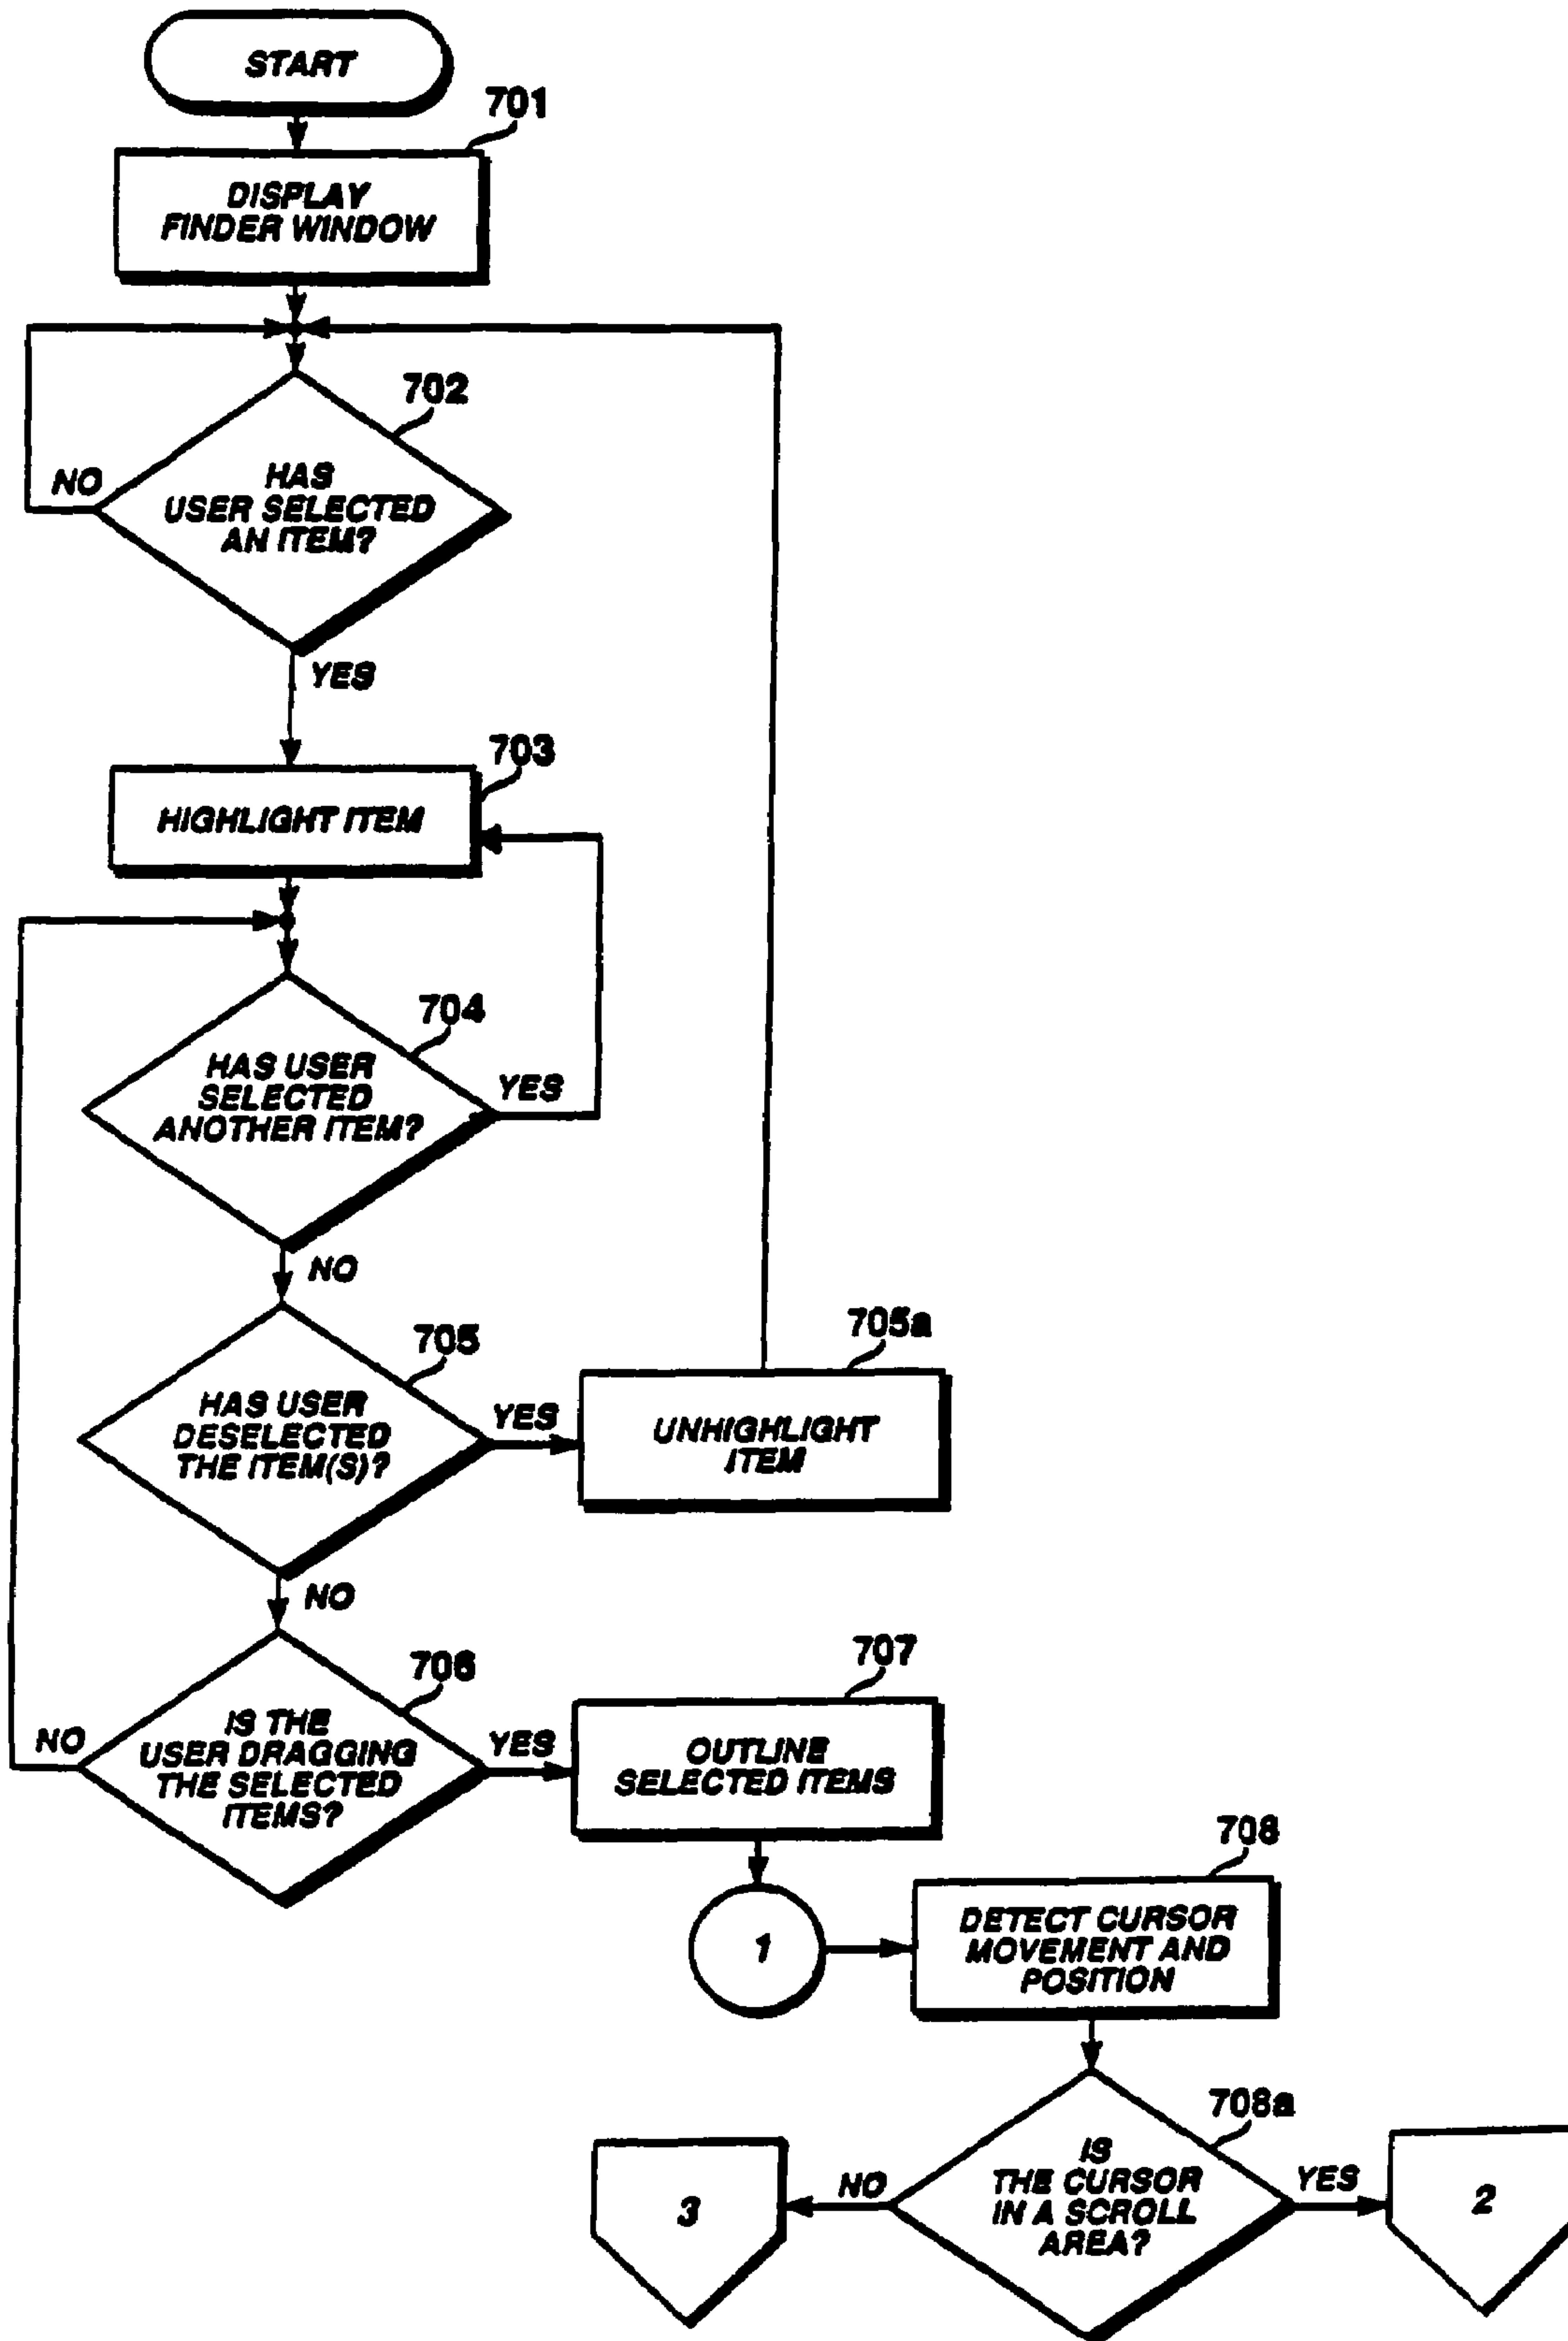 START
701
DISPLAY
FINDER WINDOW
702
HAS
USER SELECTED
AN ITEM?
NO
YES
703
HIGHLIGHT ITEM
704
HAS USER
SELECTED
ANOTHER ITEM?
YES
NO
705
HAS USER
DESELECTED
THE ITEM(S)?
YES
705a
UNHIGHLIGHT
ITEM
NO
706
IS THE
USER DRAGGING
THE SELECTED
ITEMS?
NO
YES
707
OUTLINE
SELECTED ITEMS
1
708
DETECT CURSOR
MOVEMENT AND
POSITION
708a
IS
THE CURSOR
IN A SCROLL
AREA?
NO
3
YES
2